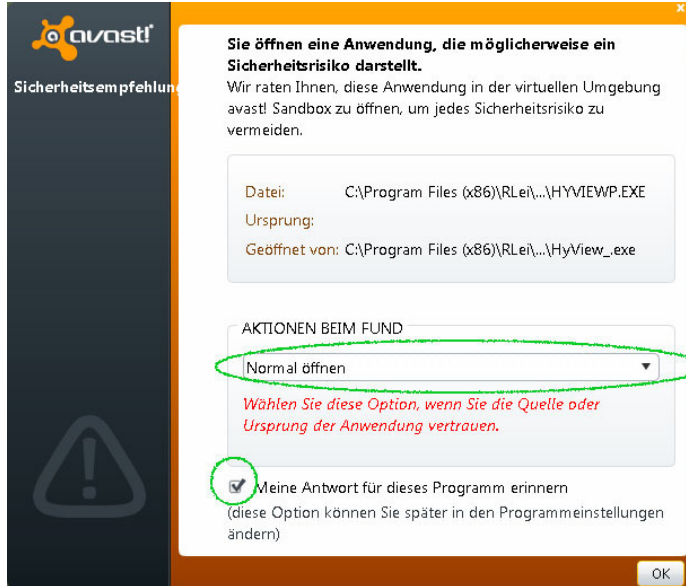 avast!
x
Sicherheitsempfehlun
Sie öffnen eine Anwendung, die möglicherweise ein
Sicherheitsrisiko darstellt.
Wir raten Ihnen, diese Anwendung in der virtuellen Umgebung
avast! Sandbox zu öffnen, um jedes Sicherheitsrisiko zu
vermeiden.
Datei: C:\Program Files (x86)\RLei\...\HYVIEWP.EXE
Ursprung:
Geöffnet von: C:\Program Files (x86)\RLei\...\HyView_.exe
AKTIONEN BEIM FUND
Normal öffnen
Wählen Sie diese Option, wenn Sie die Quelle oder
Ursprung der Anwendung vertrauen.
Meine Antwort für dieses Programm erinnern
(diese Option können Sie später in den Programmeinstellungen
ändern)
OK